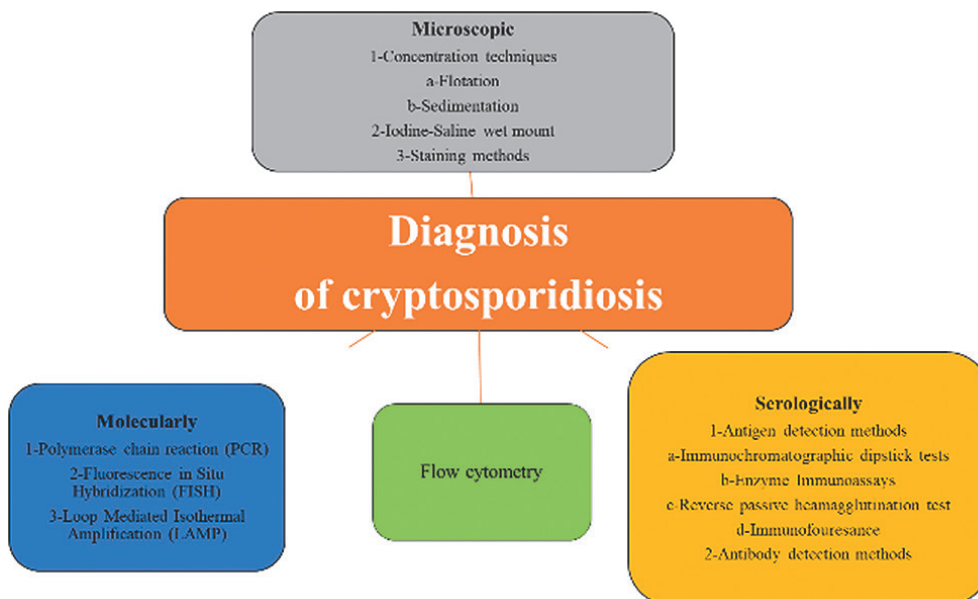 Microscopic
1-Concentration techniques
a-Flotation
b-Sedimentation
2-Iodine-Saline wet mount
3-Staining methods
Diagnosis
of cryptosporidiosis
Molecularly
1-Polymerase chain reaction (PCR)
2-Fluorescence in Situ
Hybridization (FISH)
3-Loop Mediated Isothermal
Amplification (LAMP)
Flow cytometry
Serologically
1-Antigen detection methods
a-Immunochromatographic dipstick tests
b-Enzyme Immunoassays
c-Reverse passive heamagglutination test
d-Immunofouresance
2-Antibody detection methods